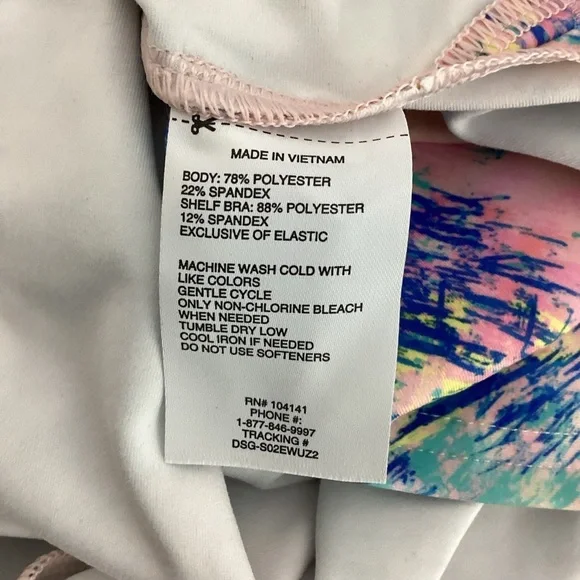 MADE IN VIETNAM
BODY: 78% POLYESTER
22% SPANDEX
SHELF BRA: 88% POLYESTER
12% SPANDEX
EXCLUSIVE OF ELASTIC
MACHINE WASH COLD WITH
LIKE COLORS
GENTLE CYCLE
ONLY NON-CHLORINE BLEACH
WHEN NEEDED
TUMBLE DRY LOW
COOL IRON IF NEEDED
DO NOT USE SOFTENERS
RN# 104141
PHONE #:
1-877-846-9997
TRACKING #
DSG-S02EWUZ2